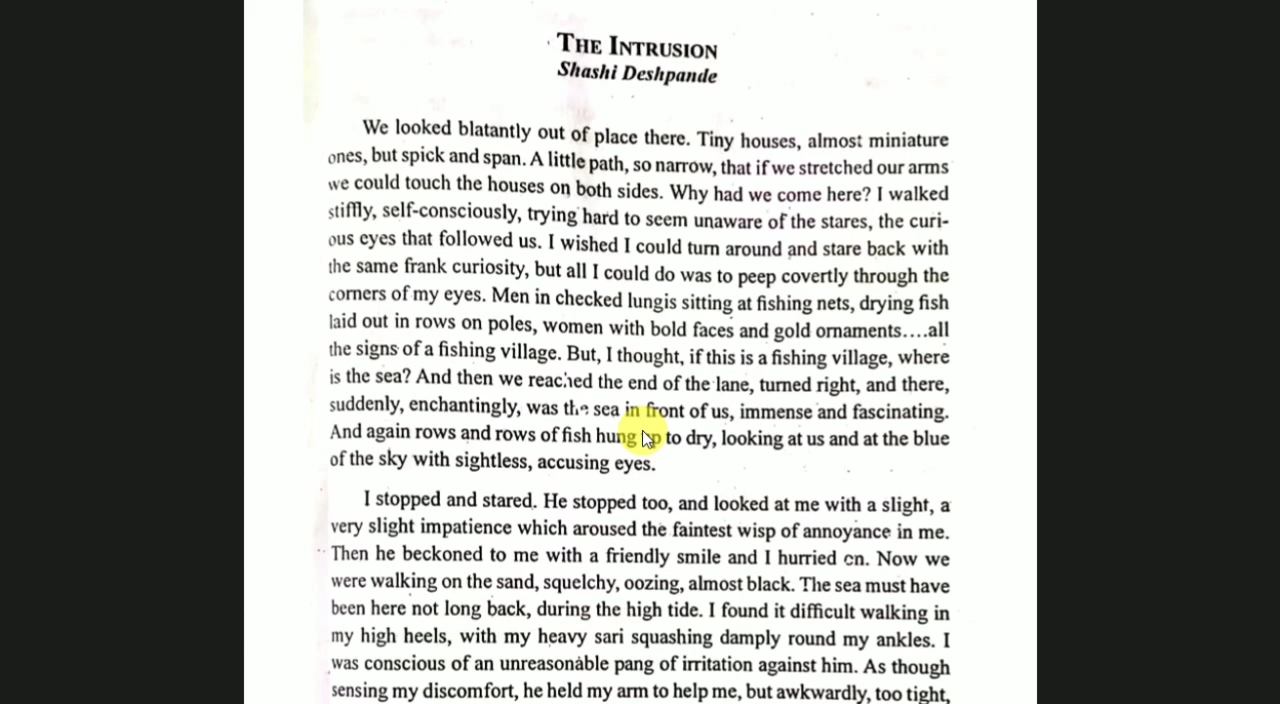 THE INTRUSION
Shashi Deshpande
We looked blatantly out of place there. Tiny houses, almost miniature
ones, but spick and span. A little path, so narrow, that if we stretched our arms
we could touch the houses on both sides. Why had we come here? I walked
stiffly, self-consciously, trying hard to seem unaware of the stares, the curi-
ous eyes that followed us. I wished I could turn around and stare back with
the same frank curiosity, but all I could do was to peep covertly through the
corners of my eyes. Men in checked lungis sitting at fishing nets, drying fish
laid out in rows on poles, women with bold faces and gold ornaments....all
the signs of a fishing village. But, I thought, if this is a fishing village, where
is the sea? And then we reached the end of the lane, turned right, and there,
suddenly, enchantingly, was the sea in front of us, immense and fascinating.
And again rows and rows of fish hung up to dry, looking at us and at the blue
of the sky with sightless, accusing eyes.
I stopped and stared. He stopped too, and looked at me with a slight, a
very slight impatience which aroused the faintest wisp of annoyance in me.
Then he beckoned to me with a friendly smile and I hurried on. Now we
were walking on the sand, squelchy, oozing, almost black. The sea must have
been here not long back, during the high tide. I found it difficult walking in
my high heels, with my heavy sari squashing damply round my ankles. I
was conscious of an unreasonable pang of irritation against him. As though
sensing my discomfort, he held my arm to help me, but awkwardly, too tight,